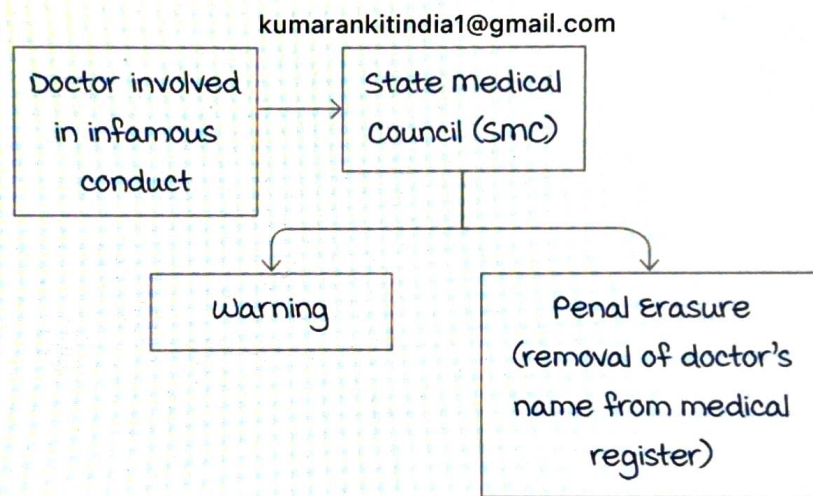 kumarankitindia1@gmail.com
Doctor involved
in infamous
conduct
State medical
Council (SMC)
Warning
Penal Erasure
(removal of doctor's
name from medical
register)